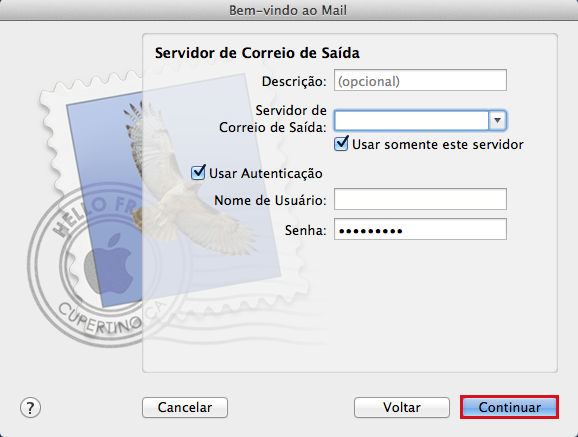 Bem-vindo ao Mail
Servidor de Correio de Saída
Descrição: (opcional)
Servidor de
Correio de Saída:
Usar somente este servidor
Usar Autenticação
Nome de Usuário:
Senha: •••••••••
HELLO FR
CUPERTINO CA
? Cancelar Voltar Continuar